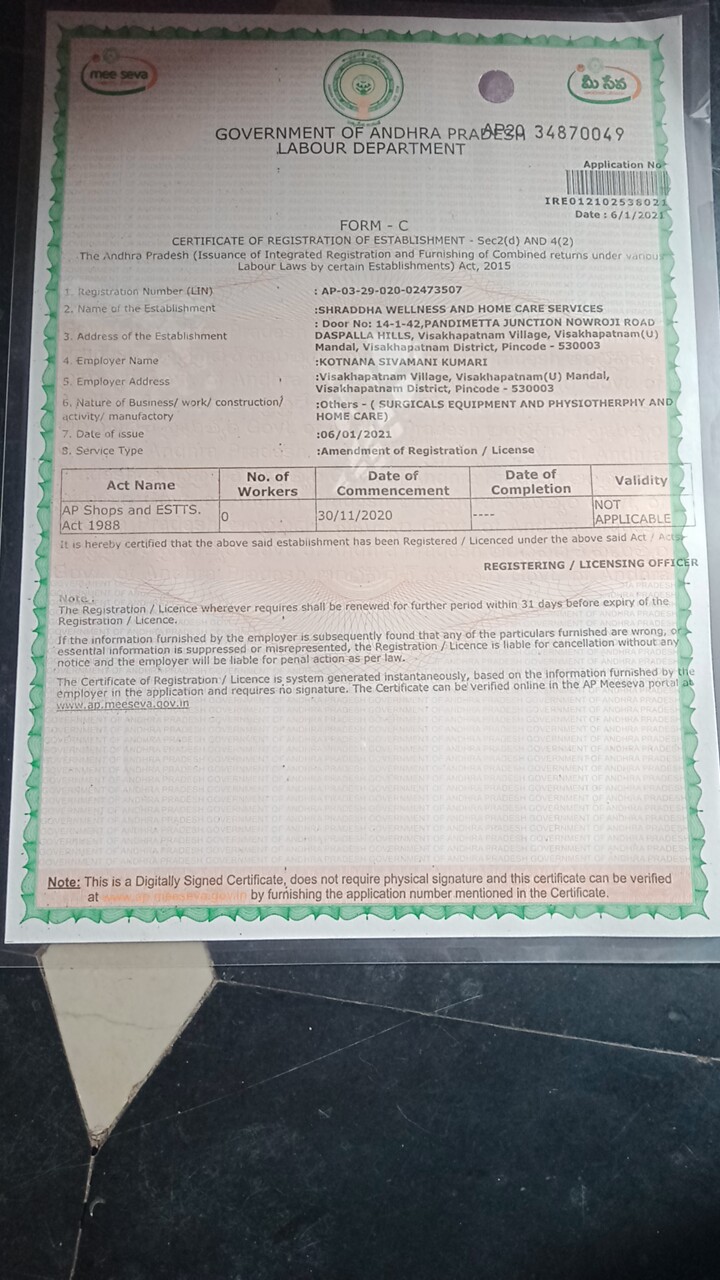 mee seva
మీ సేవ
GOVERNMENT OF ANDHRA PRADESH
AP20 34870049
LABOUR DEPARTMENT
Application No
IRE012102538021
Date : 6/1/2021
FORM - C
CERTIFICATE OF REGISTRATION OF ESTABLISHMENT - Sec2(d) AND 4(2)
The Andhra Pradesh (Issuance of Integrated Registration and Furnishing of Combined returns under various
Labour Laws by certain Establishments) Act, 2015
1. Registration Number (LIN) : AP-03-29-020-02473507
2. Name of the Establishment :SHRADDHA WELLNESS AND HOME CARE SERVICES
3. Address of the Establishment : Door No: 14-1-42,PANDIMETTA JUNCTION NOWROJI ROAD
DASPALLA HILLS, Visakhapatnam Village, Visakhapatnam(U)
Mandal, Visakhapatnam District, Pincode - 530003
4. Employer Name :KOTNANA SIVAMANI KUMARI
5. Employer Address :Visakhapatnam Village, Visakhapatnam(U) Mandal,
Visakhapatnam District, Pincode - 530003
6. Nature of Business/ work/ construction/ :Others - ( SURGICALS EQUIPMENT AND PHYSIOTHERPHY AND
activity/ manufactory HOME CARE)
7. Date of issue :06/01/2021
8. Service Type :Amendment of Registration / License
Act Name No. of Workers Date of Commencement Date of Completion Validity
AP Shops and ESTTS. Act 1988 0 30/11/2020 ---- NOT APPLICABLE
It is hereby certified that the above said establishment has been Registered / Licenced under the above said Act / Acts
REGISTERING / LICENSING OFFICER
Note :
The Registration / Licence wherever requires shall be renewed for further period within 31 days before expiry of the
Registration / Licence.
If the information furnished by the employer is subsequently found that any of the particulars furnished are wrong, or
essential information is suppressed or misrepresented, the Registration / Licence is liable for cancellation without any
notice and the employer will be liable for penal action as per law.
The Certificate of Registration / Licence is system generated instantaneously, based on the information furnished by the
employer in the application and requires no signature. The Certificate can be verified online in the AP Meeseva portal at
www.ap.meeseva.gov.in
Note: This is a Digitally Signed Certificate, does not require physical signature and this certificate can be verified
at www.ap.meeseva.gov.in by furnishing the application number mentioned in the Certificate.